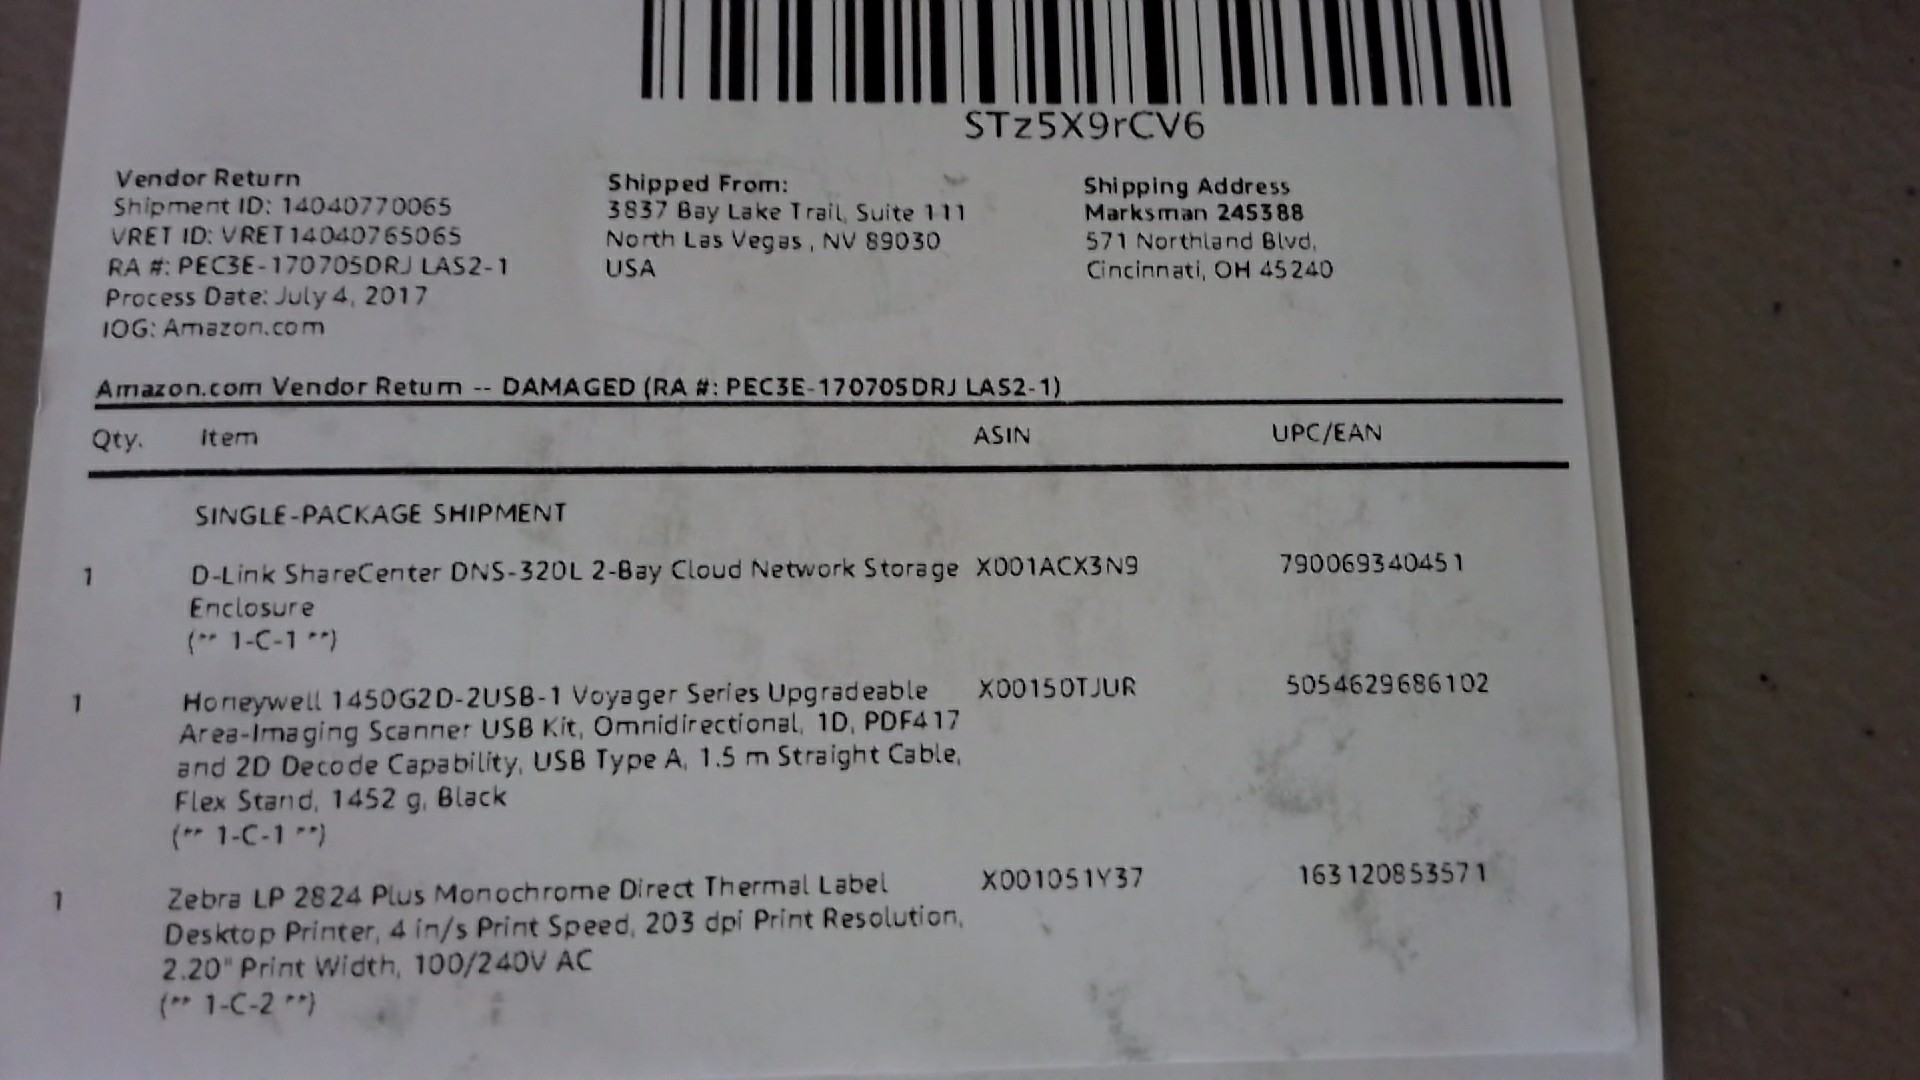 STz5X9rCV6
Vendor Return
Shipment ID: 14040770065
VRET ID: VRET14040765065
RA #: PEC3E-170705DRJ LAS2-1
Process Date: July 4, 2017
IOG: Amazon.com
Shipped From:
3837 Bay Lake Trail, Suite 111
North Las Vegas , NV 89030
USA
Shipping Address
Marksman 245388
571 Northland Blvd,
Cincinnati, OH 45240
Amazon.com Vendor Return -- DAMAGED (RA #: PEC3E-170705DRJ LAS2-1)
Qty. Item ASIN UPC/EAN
SINGLE-PACKAGE SHIPMENT
1 D-Link ShareCenter DNS-320L 2-Bay Cloud Network Storage X001ACX3N9 790069340451
Enclosure
(** 1-C-1 **)
1 Honeywell 1450G2D-2USB-1 Voyager Series Upgradeable X00150TJUR 5054629686102
Area-Imaging Scanner USB Kit, Omnidirectional, 1D, PDF417
and 2D Decode Capability, USB Type A, 1.5 m Straight Cable,
Flex Stand, 1452 g, Black
(** 1-C-1 **)
1 Zebra LP 2824 Plus Monochrome Direct Thermal Label X001051Y37 163120853571
Desktop Printer, 4 in/s Print Speed, 203 dpi Print Resolution,
2.20" Print Width, 100/240V AC
(** 1-C-2 **)